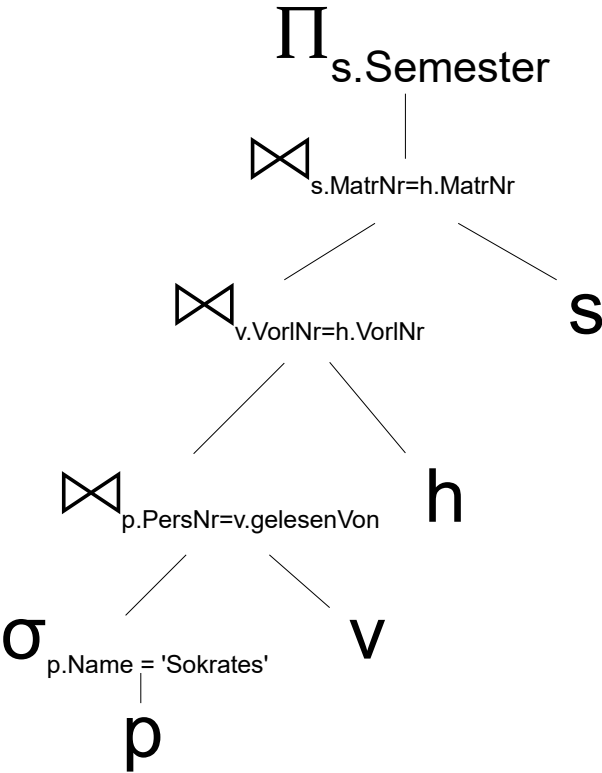 Π s.Semester
⋈ s.MatrNr=h.MatrNr
s
⋈ v.VorlNr=h.VorlNr
h
⋈ p.PersNr=v.gelesenVon
σ p.Name = 'Sokrates'
v
p